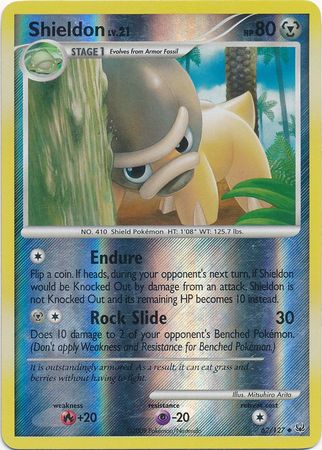 Shieldon LV.21 HP 80
STAGE 1 Evolves from Armor Fossil
NO. 410 Shield Pokémon. HT: 1'08" WT: 125.7 lbs.
Endure
Flip a coin. If heads, during your opponent's next turn, if Shieldon
would be Knocked Out by damage from an attack, Shieldon is
not Knocked Out and its remaining HP becomes 10 instead.
Rock Slide 30
Does 10 damage to 2 of your opponent's Benched Pokémon.
(Don't apply Weakness and Resistance for Benched Pokémon.)
It is outstandingly armored. As a result, it can eat grass and
berries without having to fight.
Illus. Mitsuhiro Arita
weakness resistance retreat cost
+20 -20
©2009 Pokémon/Nintendo 67/127